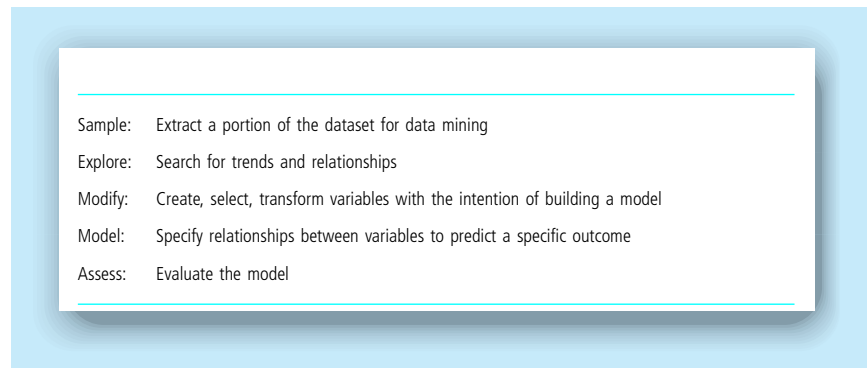 Sample: Extract a portion of the dataset for data mining
Explore: Search for trends and relationships
Modify: Create, select, transform variables with the intention of building a model
Model: Specify relationships between variables to predict a specific outcome
Assess: Evaluate the model